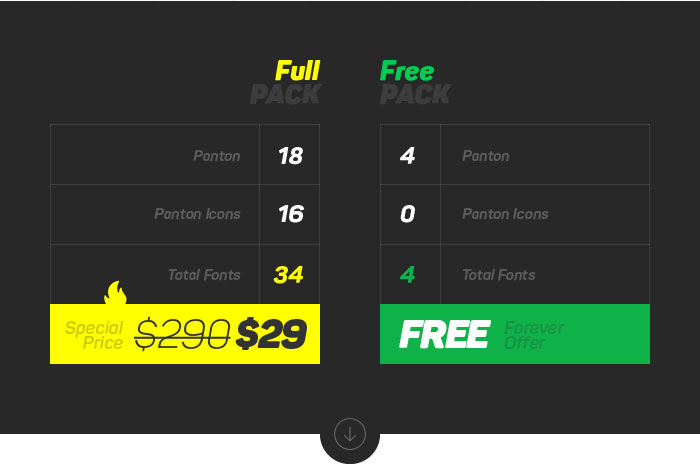 Full
PACK
Panton 18
Panton Icons 16
Total Fonts 34
Special
Price
$290 $29
Free
PACK
4 Panton
0 Panton Icons
4 Total Fonts
FREE
Forever
Offer